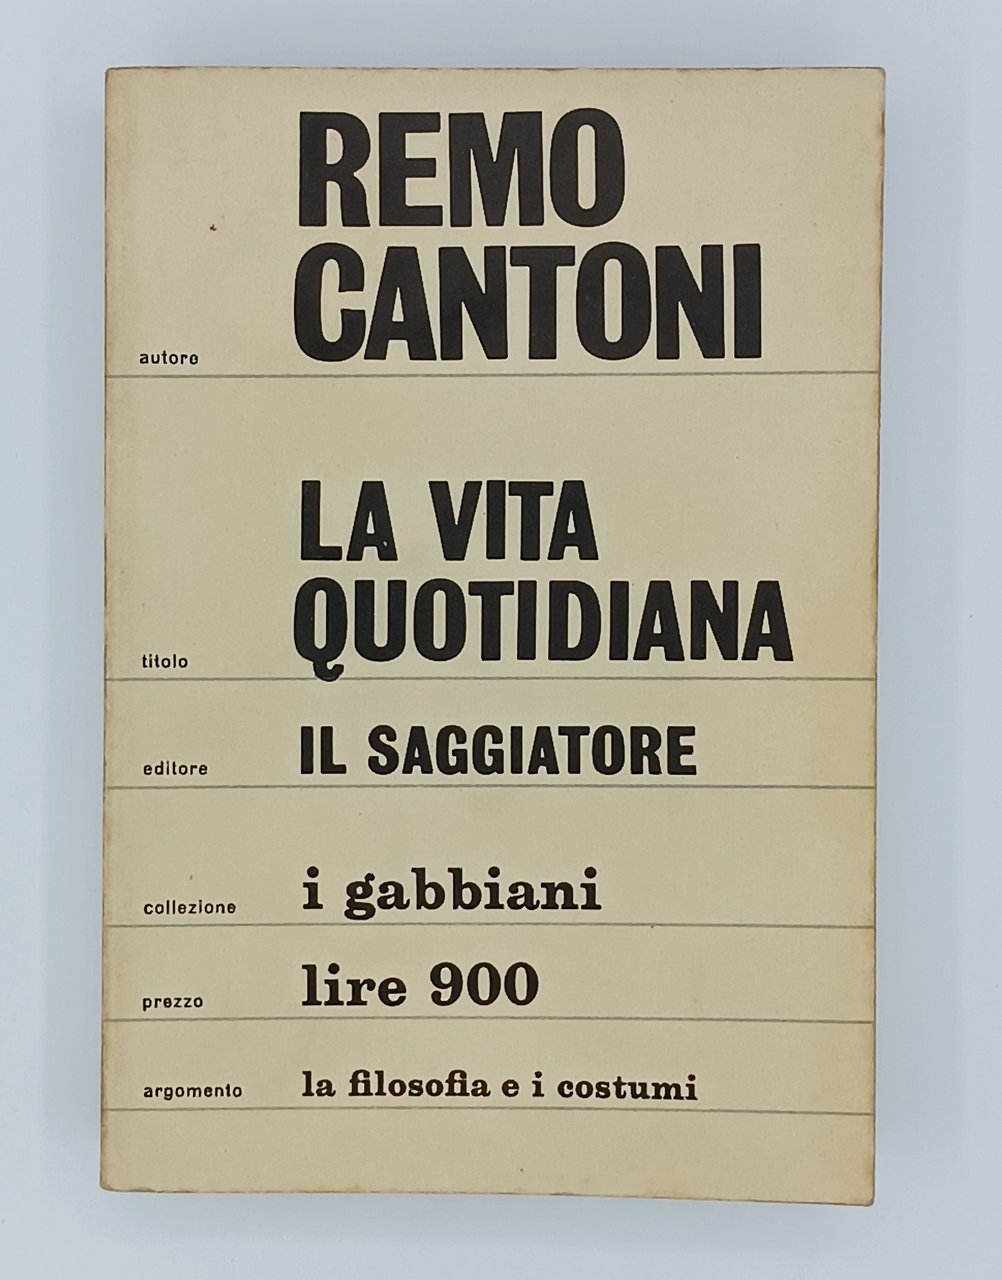 REMO
CANTONI
autore
LA VITA
QUOTIDIANA
titolo
editore IL SAGGIATORE
collezione i gabbiani
prezzo lire 900
argomento la filosofia e i costumi